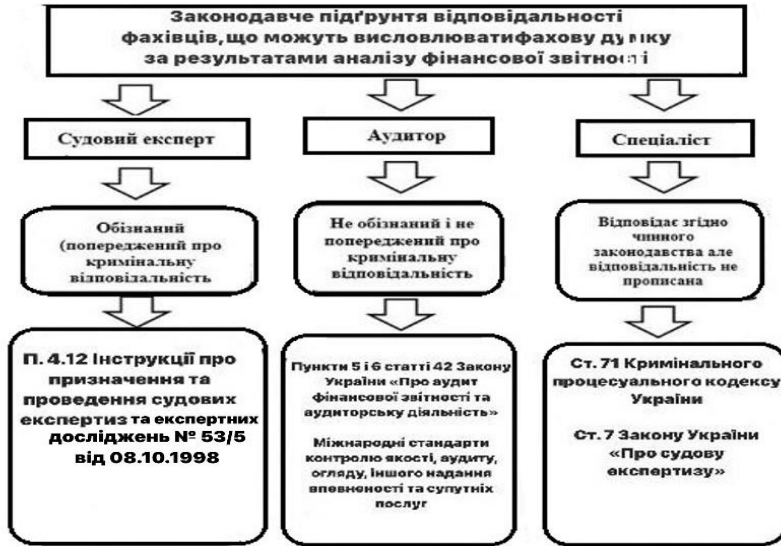 Законодавче підґрунтя відповідальності
фахівців,що можуть висловлюватифахову думку
за результатами аналізу фінансової звітності
Судовий експерт
Аудитор
Спеціаліст
Обізнаний
(попереджений про
кримінальну
відповідальність
Не обізнаний і не
попереджений про
кримінальну
відповідальність
Відповідає згідно
чинного
законодавства але
відповідальність не
прописана
П. 4.12 Інструкції про
призначення та
проведення судових
експертиз та експертних
досліджень № 53/5
від 08.10.1998
Пункти 5 і 6 статті 42 Закону
України «Про аудит
фінансової звітності та
аудиторську діяльність»
Міжнародні стандарти
контролю якості, аудиту,
огляду, іншого надання
впевненості та супутніх
послуг
Ст. 71 Кримінального
процесуального кодексу
України
Ст. 7 Закону України
«Про судову
експертизу»